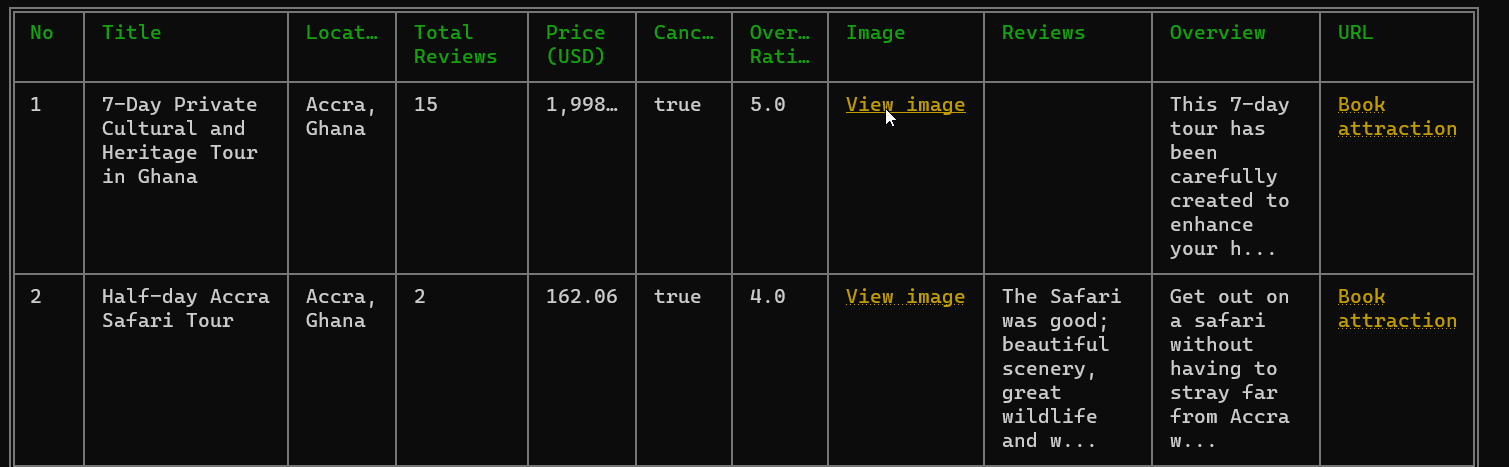 No Title Locat… Total Reviews Price (USD) Canc… Over… Rati… Image Reviews Overview URL
1
7-Day Private
Cultural and
Heritage Tour
in Ghana
Accra,
Ghana
15
1,998…
true
5.0
View image
This 7-day
tour has
been
carefully
created to
enhance
your h...
Book
attraction
2
Half-day Accra
Safari Tour
Accra,
Ghana
2
162.06
true
4.0
View image
The Safari
was good;
beautiful
scenery,
great
wildlife
and w...
Get out on
a safari
without
having to
stray far
from Accra
w...
Book
attraction